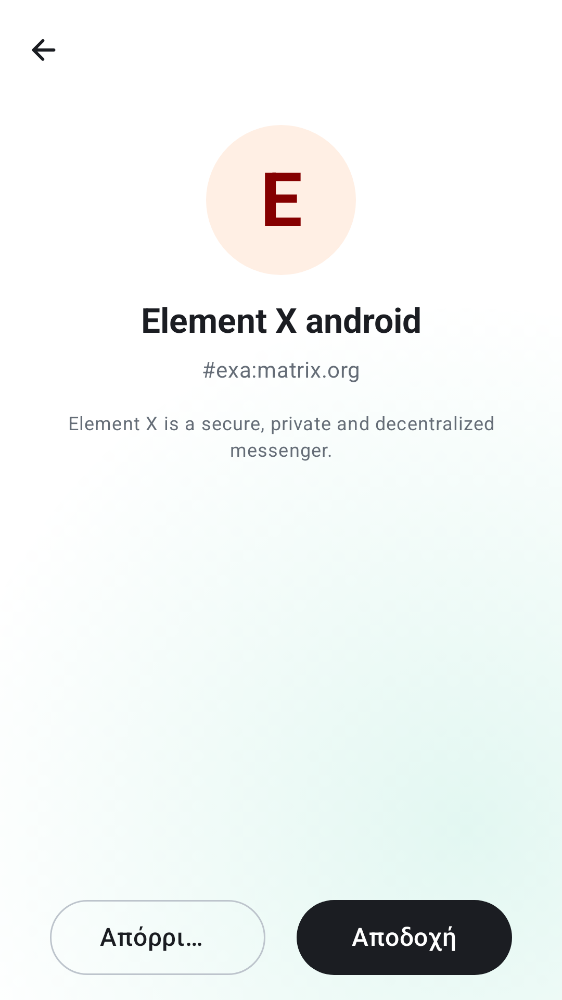 E
Element X android
#exa:matrix.org
Element X is a secure, private and decentralized
messenger.
Απόρρι...
Αποδοχή